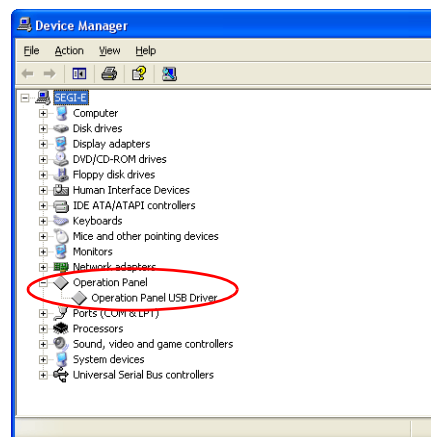 Device Manager
File Action View Help
SEGI-E
Computer
Disk drives
Display adapters
DVD/CD-ROM drives
Floppy disk drives
Human Interface Devices
IDE ATA/ATAPI controllers
Keyboards
Mice and other pointing devices
Monitors
Network adapters
Operation Panel
Operation Panel USB Driver
Ports (COM & LPT)
Processors
Sound, video and game controllers
System devices
Universal Serial Bus controllers